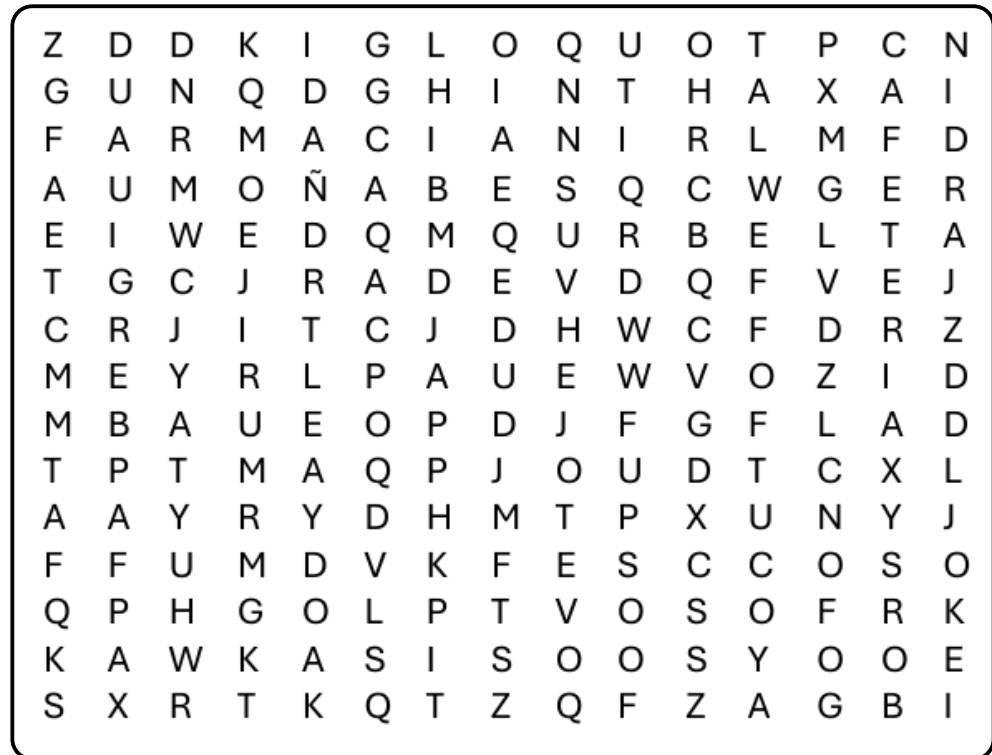 Z D D K I G L O Q U O T P C N
G U N Q D G H I N T H A X A I
F A R M A C I A N I R L M F D
A U M O Ñ A B E S Q C W G E R
E I W E D Q M Q U R B E L T A
T G C J R A D E V D Q F V E J
C R J I T C J D H W C F D R Z
M E Y R L P A U E W V O Z I D
M B A U E O P D J F G F L A D
T P T M A Q P J O U D T C X L
A A Y R Y D H M T P X U N Y J
F F U M D V K F E S C C O S O
Q P H G O L P T V O S O F R K
K A W K A S I S O O S Y O O E
S X R T K Q T Z Q F Z A G B I